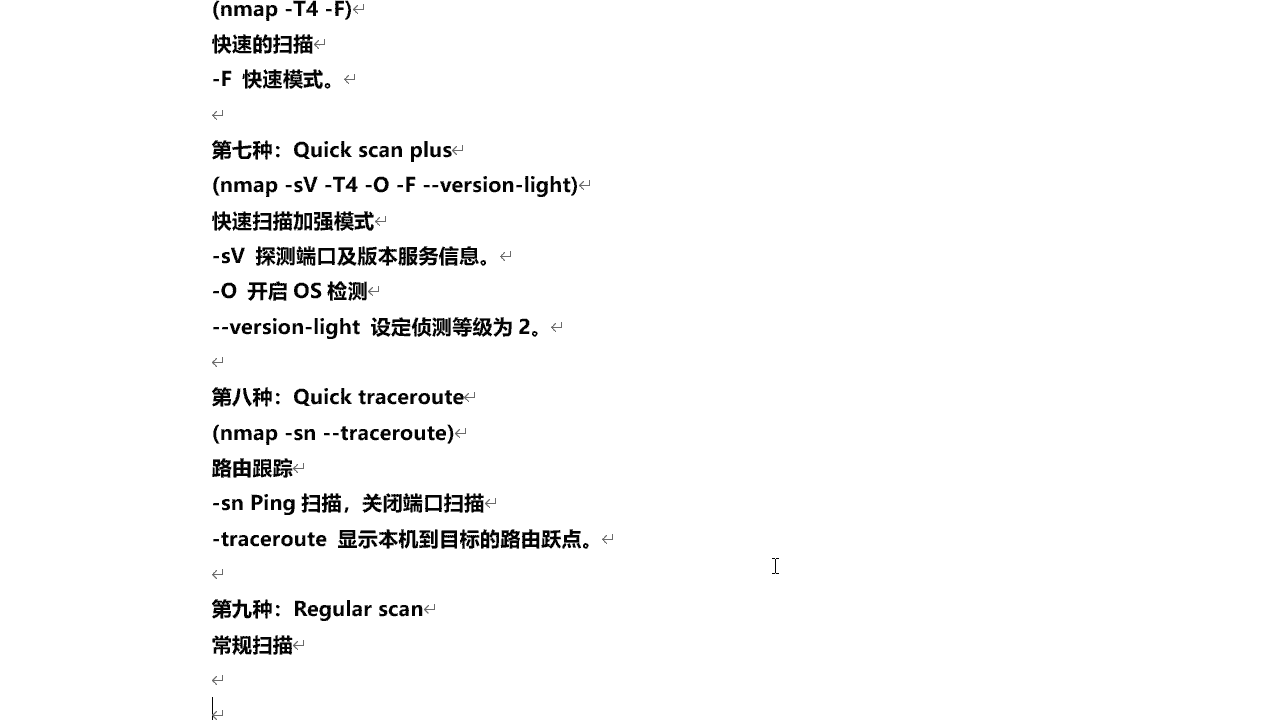 (nmap -T4 -F)
快速的扫描
-F 快速模式。
第七种：Quick scan plus
(nmap -sV -T4 -O -F --version-light)
快速扫描加强模式
-sV 探测端口及版本服务信息。
-O 开启 OS 检测
--version-light 设定侦测等级为 2。
第八种：Quick traceroute
(nmap -sn --traceroute)
路由跟踪
-sn Ping 扫描，关闭端口扫描
-traceroute 显示本机到目标的路由跃点。
第九种：Regular scan
常规扫描